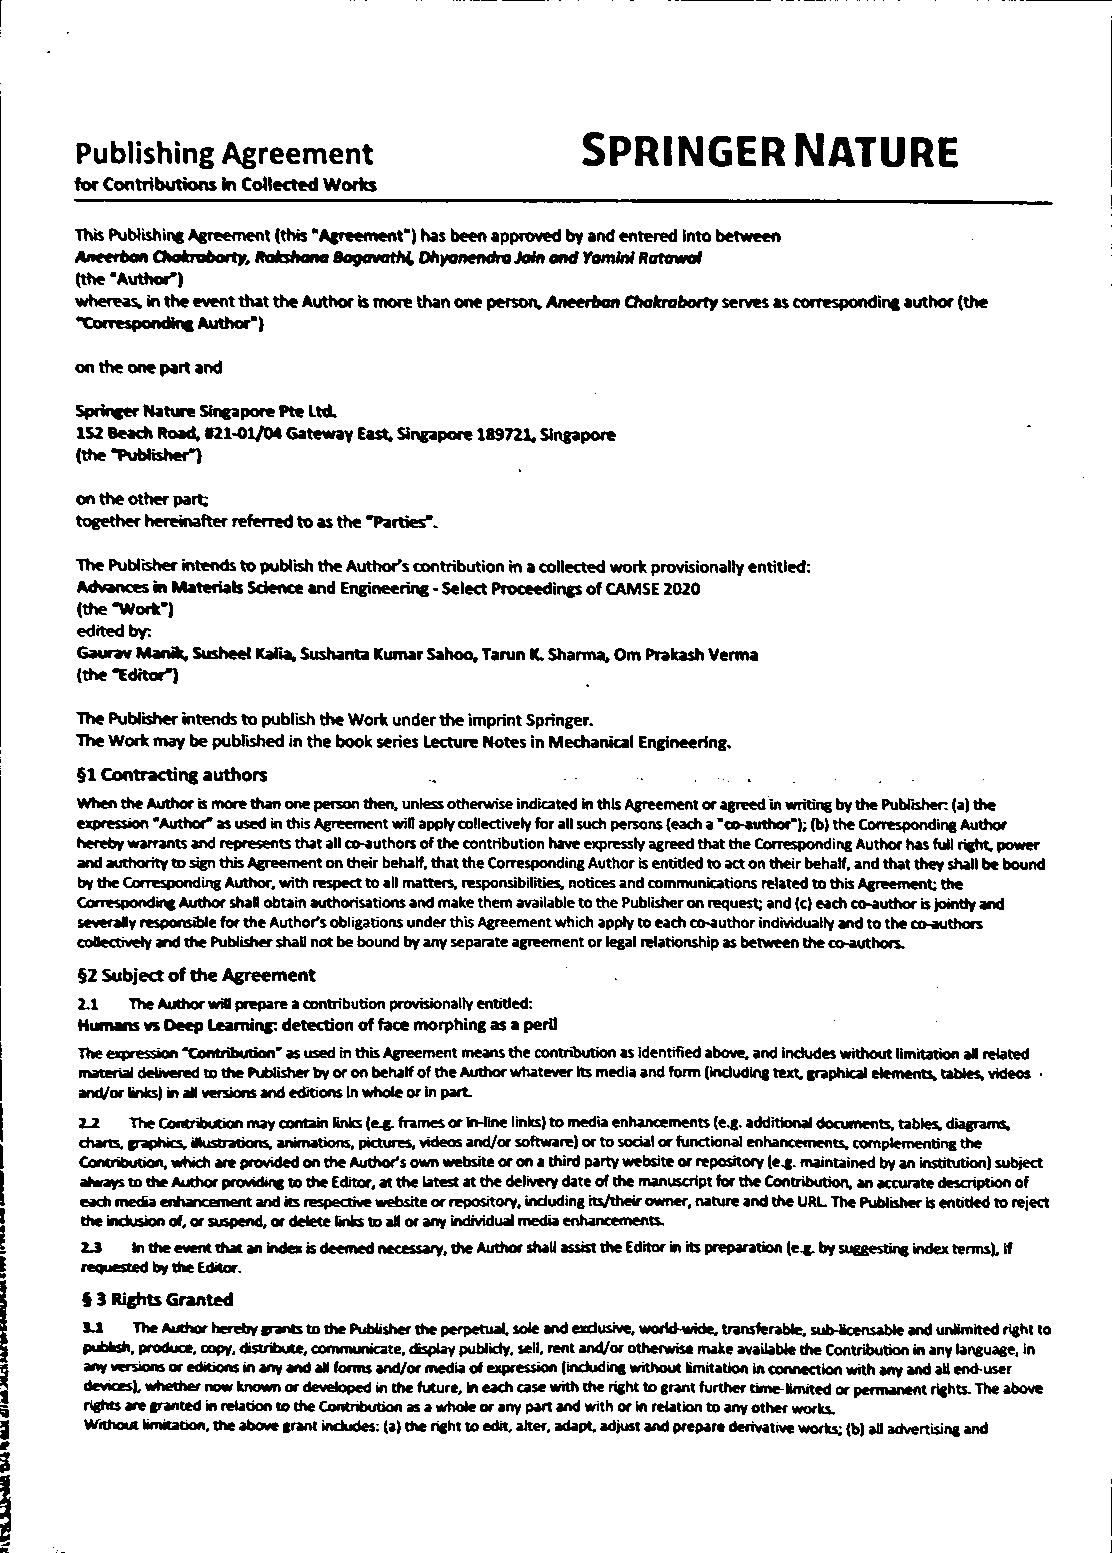 Publishing Agreement
SPRINGER NATURE
for Contributions in Collected Works
This Publishing Agreement (this "Agreement") has been approved by and entered into between
Aneerban Chakraborty, Rakshana Bagavathi, Dhyanendra Jain and Yamini Ratawal
(the "Author")
whereas, in the event that the Author is more than one person, Aneerban Chakraborty serves as corresponding author (the
"Corresponding Author")
on the one part and
Springer Nature Singapore Pte Ltd.
152 Beach Road, #21-01/04 Gateway East, Singapore 189721, Singapore
(the "Publisher")
on the other part;
together hereinafter referred to as the "Parties".
The Publisher intends to publish the Author's contribution in a collected work provisionally entitled:
Advances in Materials Science and Engineering - Select Proceedings of CAMSE 2020
(the "Work")
edited by:
Gaurav Manik, Susheel Kalia, Sushanta Kumar Sahoo, Tarun K. Sharma, Om Prakash Verma
(the "Editor")
The Publisher intends to publish the Work under the imprint Springer.
The Work may be published in the book series Lecture Notes in Mechanical Engineering.
§1 Contracting authors
When the Author is more than one person then, unless otherwise indicated in this Agreement or agreed in writing by the Publisher: (a) the
expression "Author" as used in this Agreement will apply collectively for all such persons (each a "co-author"); (b) the Corresponding Author
hereby warrants and represents that all co-authors of the contribution have expressly agreed that the Corresponding Author has full right, power
and authority to sign this Agreement on their behalf, that the Corresponding Author is entitled to act on their behalf, and that they shall be bound
by the Corresponding Author, with respect to all matters, responsibilities, notices and communications related to this Agreement; the
Corresponding Author shall obtain authorisations and make them available to the Publisher on request; and (c) each co-author is jointly and
severally responsible for the Author's obligations under this Agreement which apply to each co-author individually and to the co-authors
collectively and the Publisher shall not be bound by any separate agreement or legal relationship as between the co-authors.
§2 Subject of the Agreement
2.1 The Author will prepare a contribution provisionally entitled:
Humans vs Deep Learning: detection of face morphing as a peril
The expression "Contribution" as used in this Agreement means the contribution as identified above, and includes without limitation all related
material delivered to the Publisher by or on behalf of the Author whatever its media and form (including text, graphical elements, tables, videos
and/or links) in all versions and editions in whole or in part.
2.2 The Contribution may contain links (e.g. frames or in-line links) to media enhancements (e.g. additional documents, tables, diagrams,
charts, graphics, illustrations, animations, pictures, videos and/or software) or to social or functional enhancements, complementing the
Contribution, which are provided on the Author's own website or on a third party website or repository (e.g. maintained by an institution) subject
always to the Author providing to the Editor, at the latest at the delivery date of the manuscript for the Contribution, an accurate description of
each media enhancement and its respective website or repository, including its/their owner, nature and the URL. The Publisher is entitled to reject
the inclusion of, or suspend, or delete links to all or any individual media enhancements.
2.3 In the event that an index is deemed necessary, the Author shall assist the Editor in its preparation (e.g. by suggesting index terms), if
requested by the Editor.
§ 3 Rights Granted
3.1 The Author hereby grants to the Publisher the perpetual, sole and exclusive, world-wide, transferable, sub-licensable and unlimited right to
publish, produce, copy, distribute, communicate, display publicly, sell, rent and/or otherwise make available the Contribution in any language, in
any versions or editions in any and all forms and/or media of expression (including without limitation in connection with any and all end-user
devices), whether now known or developed in the future, in each case with the right to grant further time-limited or permanent rights. The above
rights are granted in relation to the Contribution as a whole or any part and with or in relation to any other works.
Without limitation, the above grant includes: (a) the right to edit, alter, adapt, adjust and prepare derivative works; (b) all advertising and